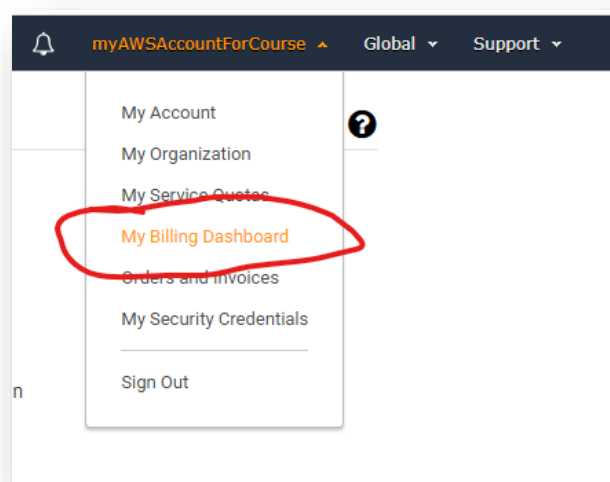 myAWSAccountForCourse Global Support
My Account
?
My Organization
My Service Quotas
My Billing Dashboard
Orders and Invoices
My Security Credentials
Sign Out
n